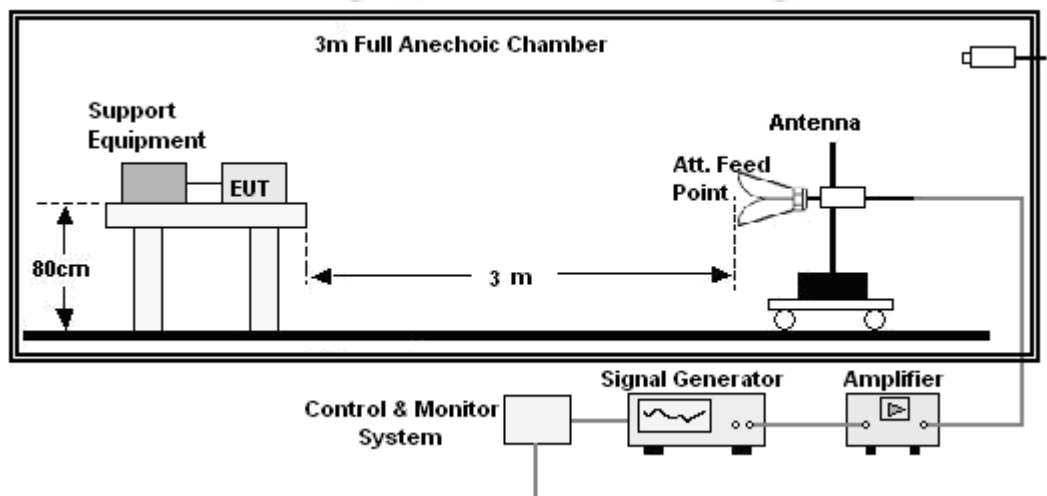 3m Full Anechoic Chamber
Support
Equipment
EUT
80cm
3 m
Att. Feed
Point
Antenna
Signal Generator
Amplifier
Control & Monitor
System